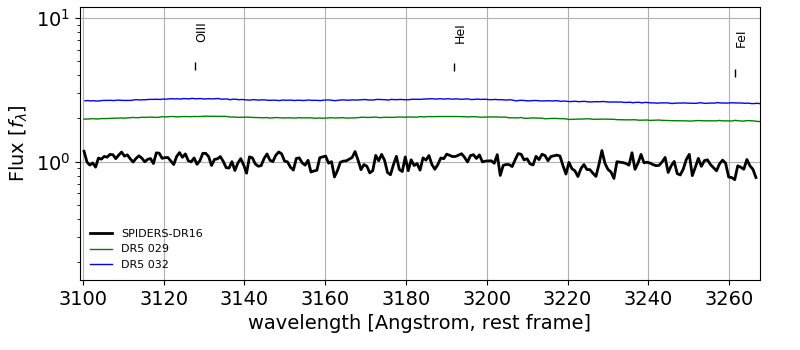 10¹
10⁰
Flux [fλ]
OIII
HeI
FeI
SPIDERS-DR16
DR5 029
DR5 032
3100 3120 3140 3160 3180 3200 3220 3240 3260
wavelength [Angstrom, rest frame]